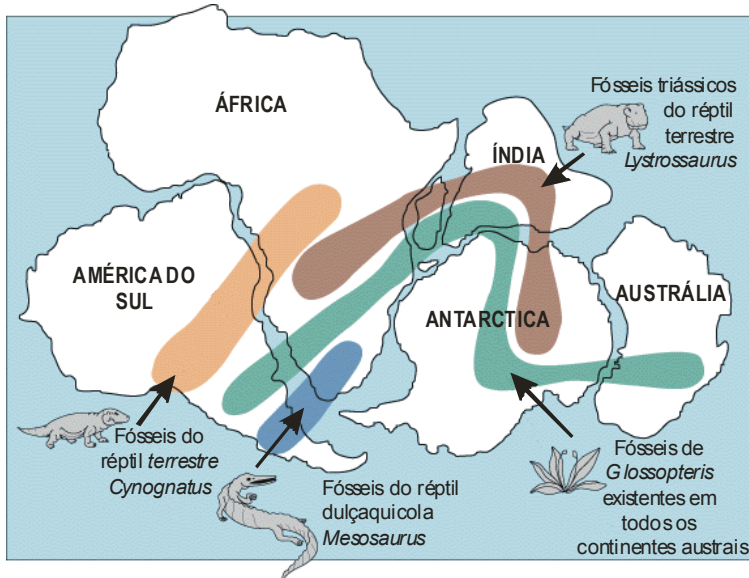 ÁFRICA
Fósseis triássicos
do réptil
terrestre
Lystrossaurus
ÍNDIA
AMÉRICA DO
SUL
ANTARCTICA
AUSTRÁLIA
Fósseis do
réptil terrestre
Cynognatus
Fósseis do réptil
dulçaquicola
Mesosaurus
Fósseis de
Glossopteris
existentes em
todos os
continentes austrais